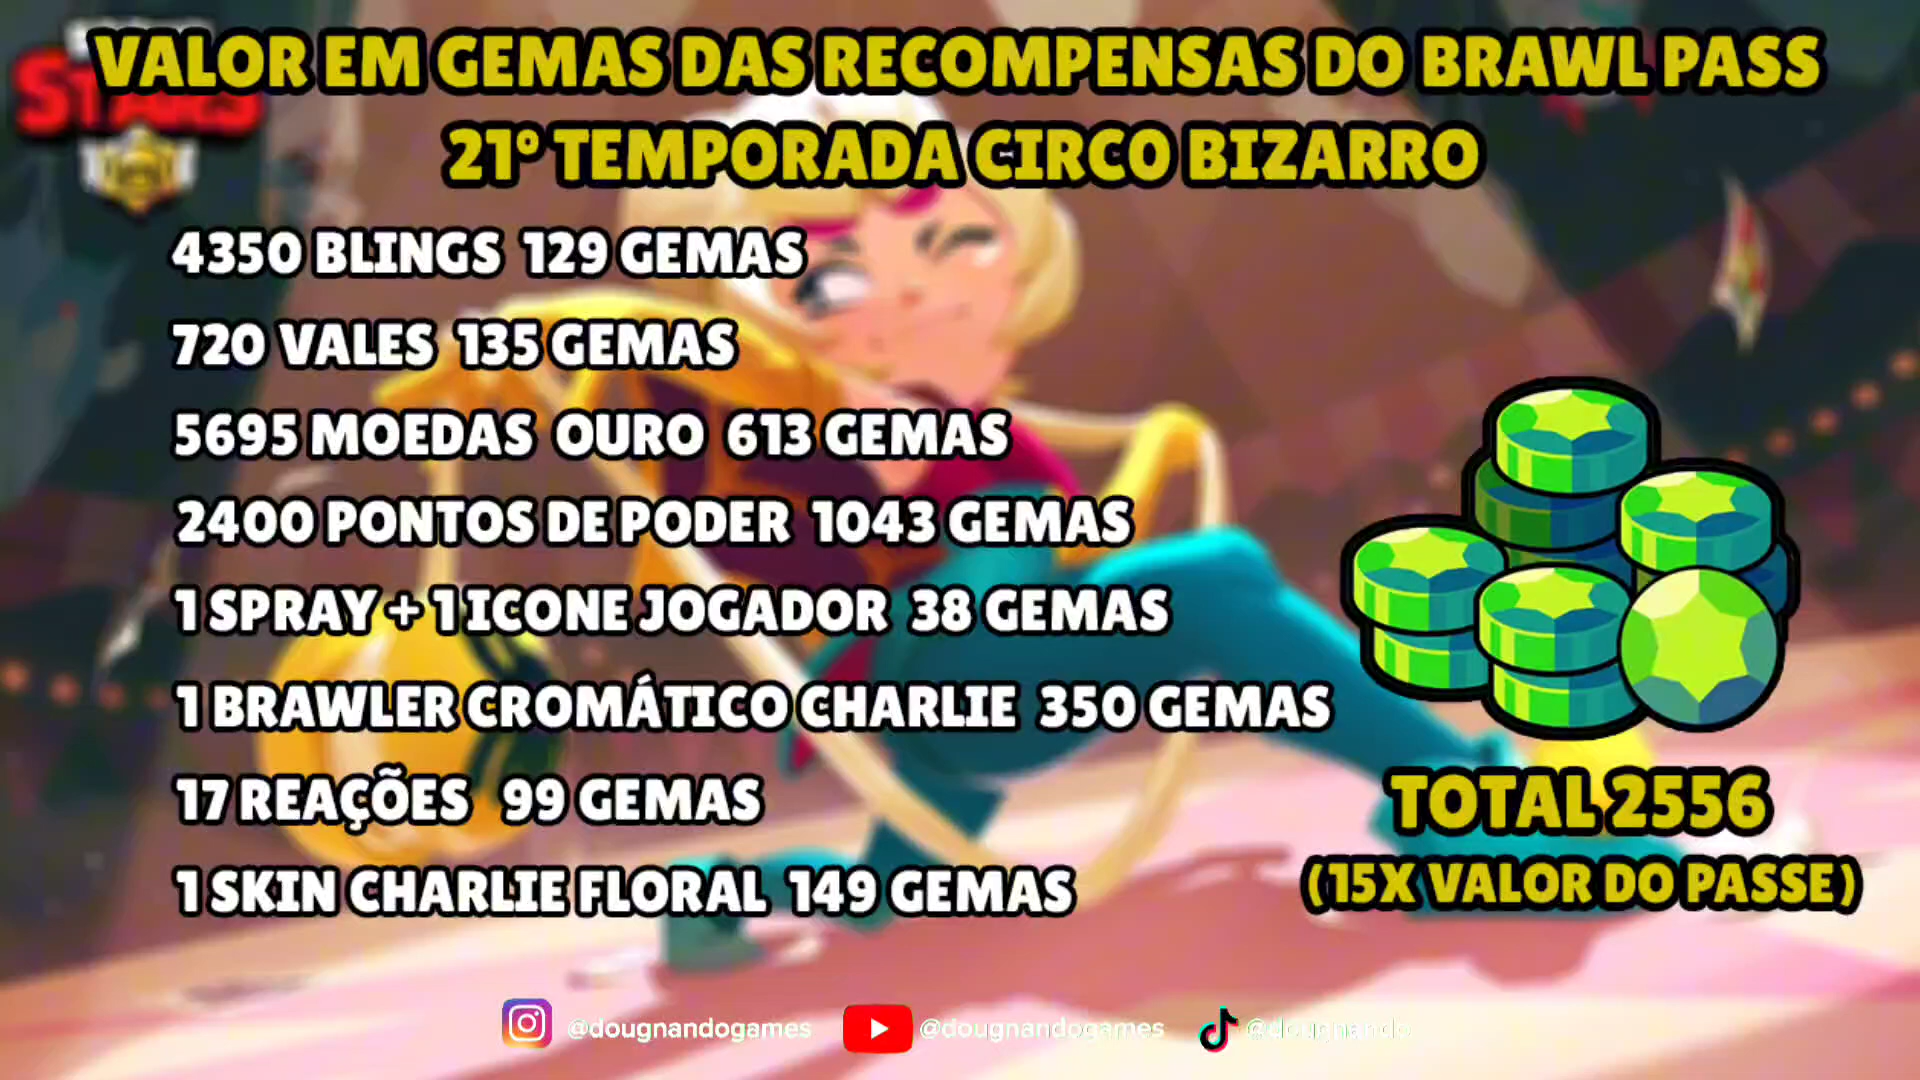 VALOR EM GEMAS DAS RECOMPENSAS DO BRAWL PASS
STARS
21° TEMPORADA CIRCO BIZARRO
4350 BLINGS 129 GEMAS
720 VALES 135 GEMAS
5695 MOEDAS OURO 613 GEMAS
2400 PONTOS DE PODER 1043 GEMAS
1 SPRAY + 1 ICONE JOGADOR 38 GEMAS
1 BRAWLER CROMÁTICO CHARLIE 350 GEMAS
17 REAÇÕES 99 GEMAS
1 SKIN CHARLIE FLORAL 149 GEMAS
TOTAL 2556
(15X VALOR DO PASSE)
@dougnandogames
@dougnandogames
@dougnando